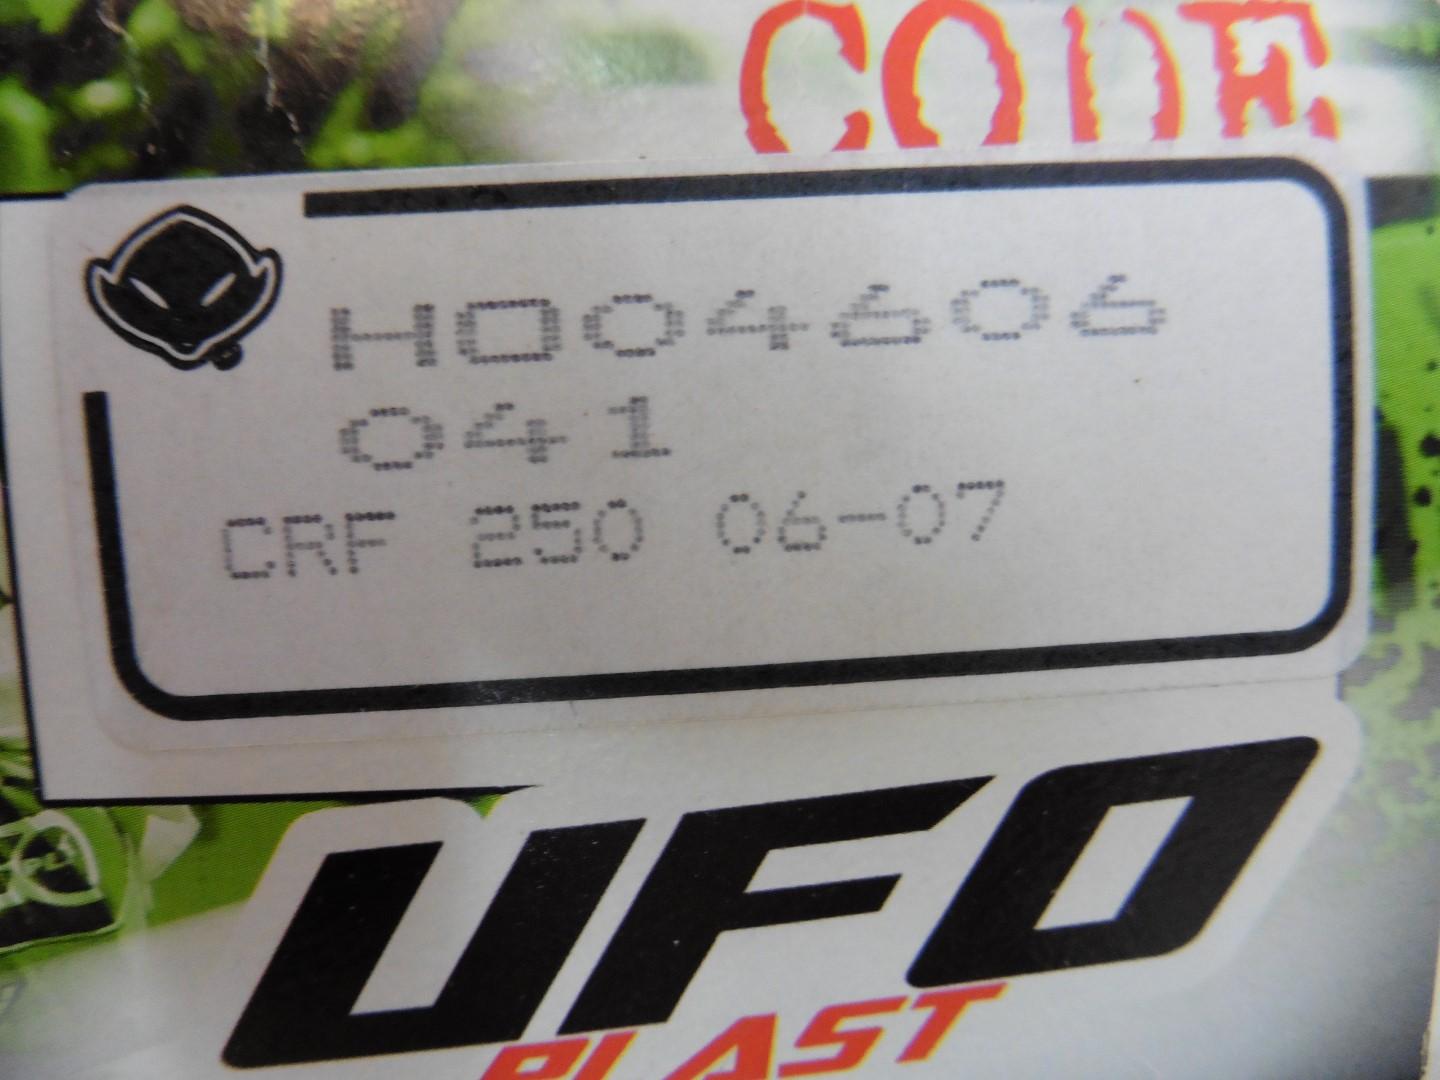 CODE
HO04606
041
CRF 250 06-07
UFO
PLAST